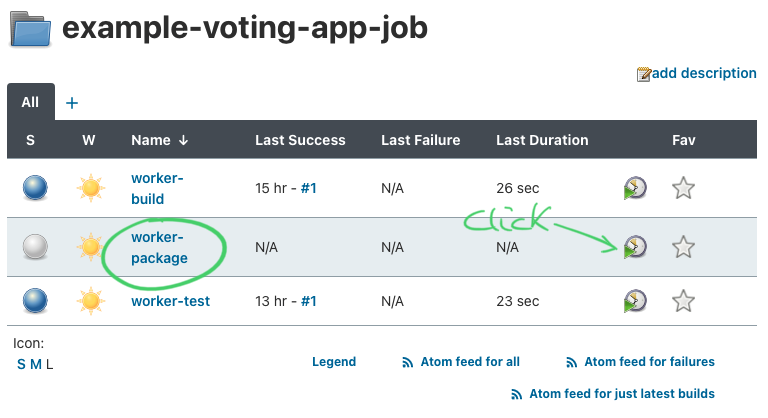 example-voting-app-job
add description
All +
S W Name ↓ Last Success Last Failure Last Duration Fav
worker-
build
15 hr - #1 N/A 26 sec
worker-
package
N/A N/A N/A
click
worker-test 13 hr - #1 N/A 23 sec
Icon:
S M L
Legend Atom feed for all Atom feed for failures
Atom feed for just latest builds